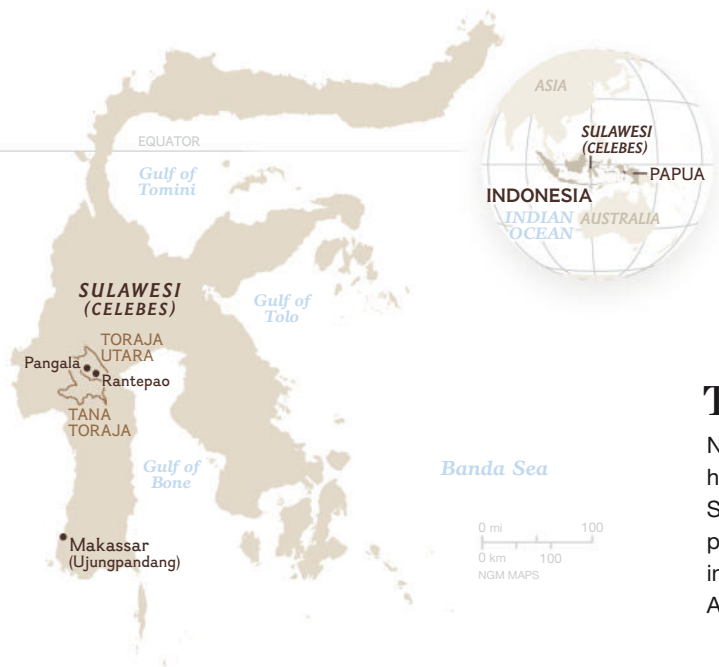 EQUATOR
Gulf of
Tomini
SULAWESI
(CELEBES)
Gulf of
Tolo
TORAJA
UTARA
Pangala
Rantepao
TANA
TORAJA
Gulf of
Bone
Banda Sea
Makassar
(Ujungpandang)
0 mi 100
0 km 100
NGM MAPS
ASIA
SULAWESI
(CELEBES)
PAPUA
INDONESIA
INDIAN
OCEAN
AUSTRALIA
T
N
h
S
p
A